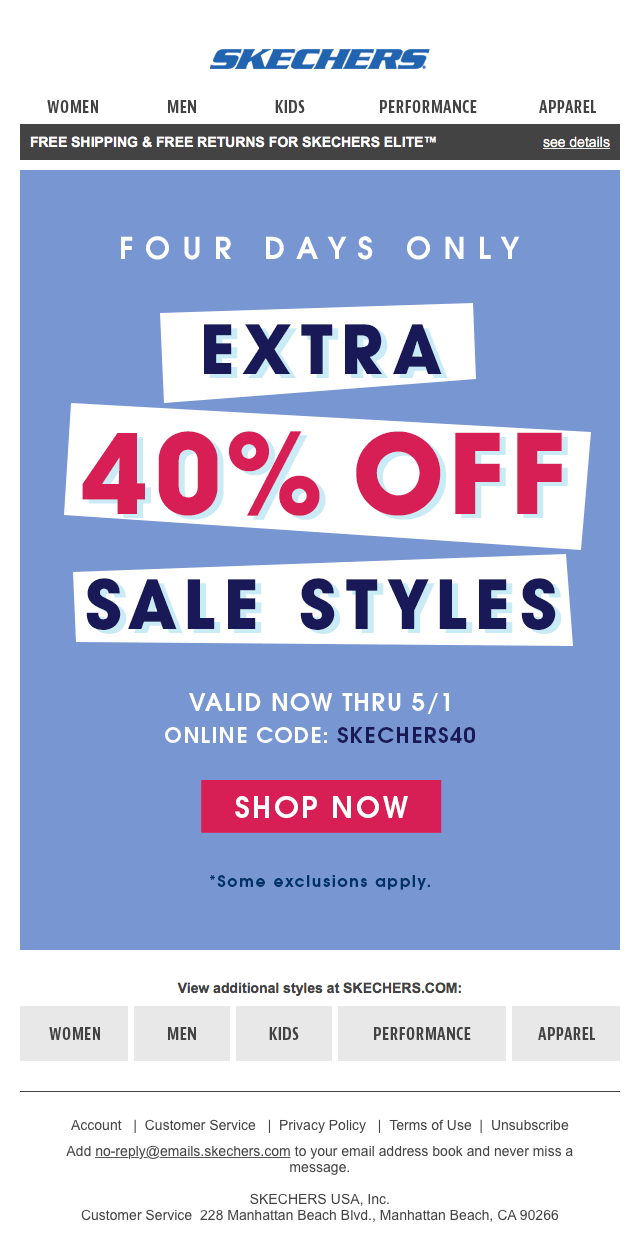 SKECHERS
WOMEN MEN KIDS PERFORMANCE APPAREL
FREE SHIPPING & FREE RETURNS FOR SKECHERS ELITE™ see details
FOUR DAYS ONLY
EXTRA
40% OFF
SALE STYLES
VALID NOW THRU 5/1
ONLINE CODE: SKECHERS40
SHOP NOW
*Some exclusions apply.
View additional styles at SKECHERS.COM:
WOMEN MEN KIDS PERFORMANCE APPAREL
Account | Customer Service | Privacy Policy | Terms of Use | Unsubscribe
Add no-reply@emails.skechers.com to your email address book and never miss a
message.
SKECHERS USA, Inc.
Customer Service 228 Manhattan Beach Blvd., Manhattan Beach, CA 90266